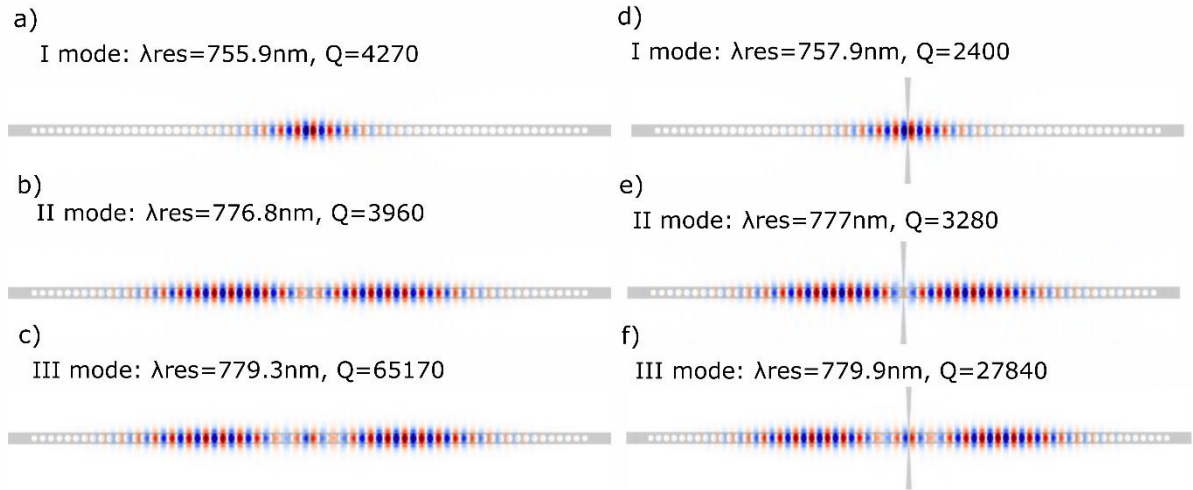 a)
I mode: λres=755.9nm, Q=4270
b)
II mode: λres=776.8nm, Q=3960
c)
III mode: λres=779.3nm, Q=65170
d)
I mode: λres=757.9nm, Q=2400
e)
II mode: λres=777nm, Q=3280
f)
III mode: λres=779.9nm, Q=27840